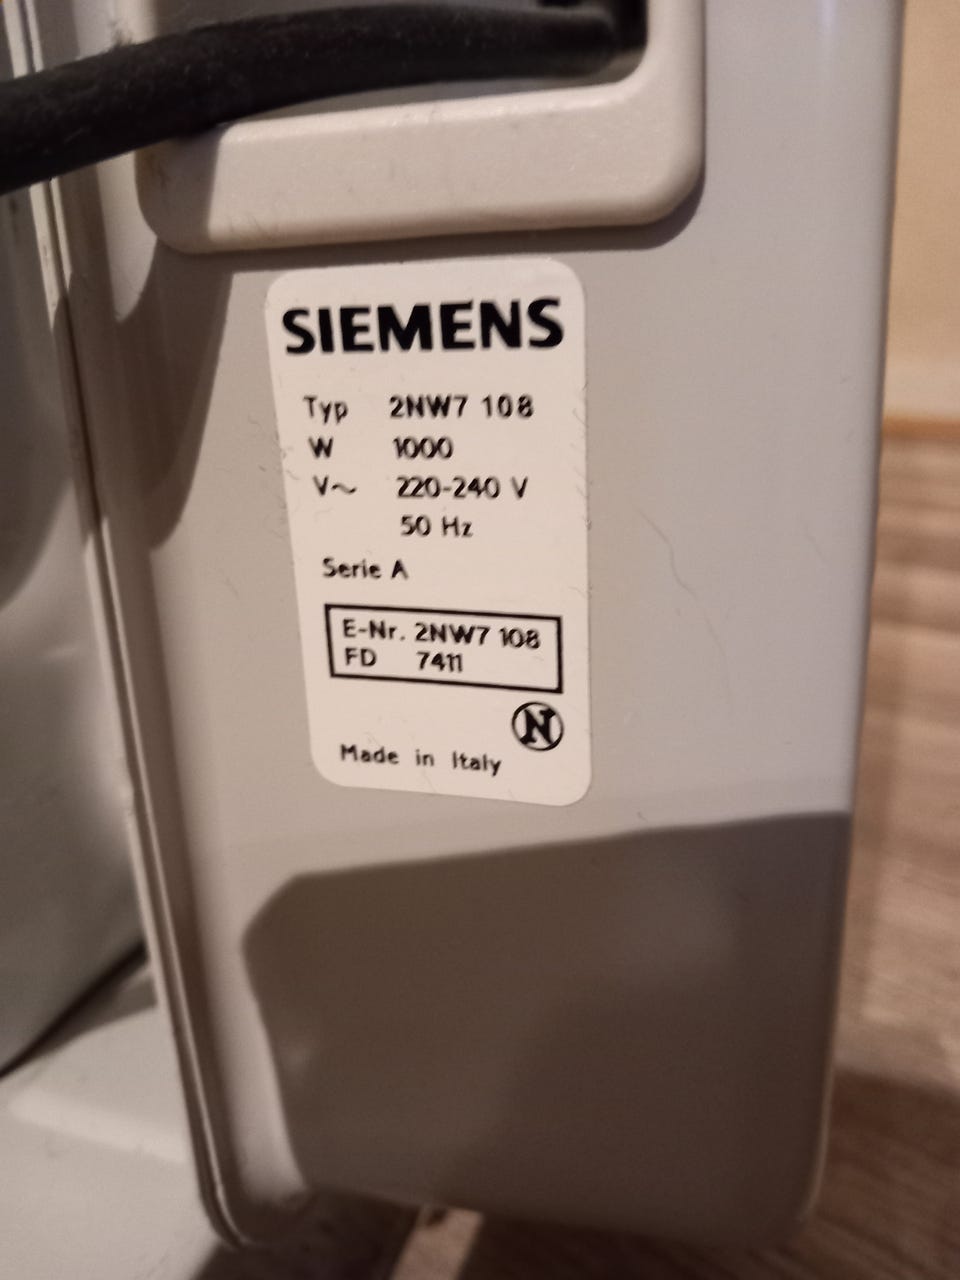 SIEMENS
Typ 2NW7 108
W 1000
V~ 220-240 V
50 Hz
Serie A
E-Nr. 2NW7 108
FD 7411
N
Made in Italy